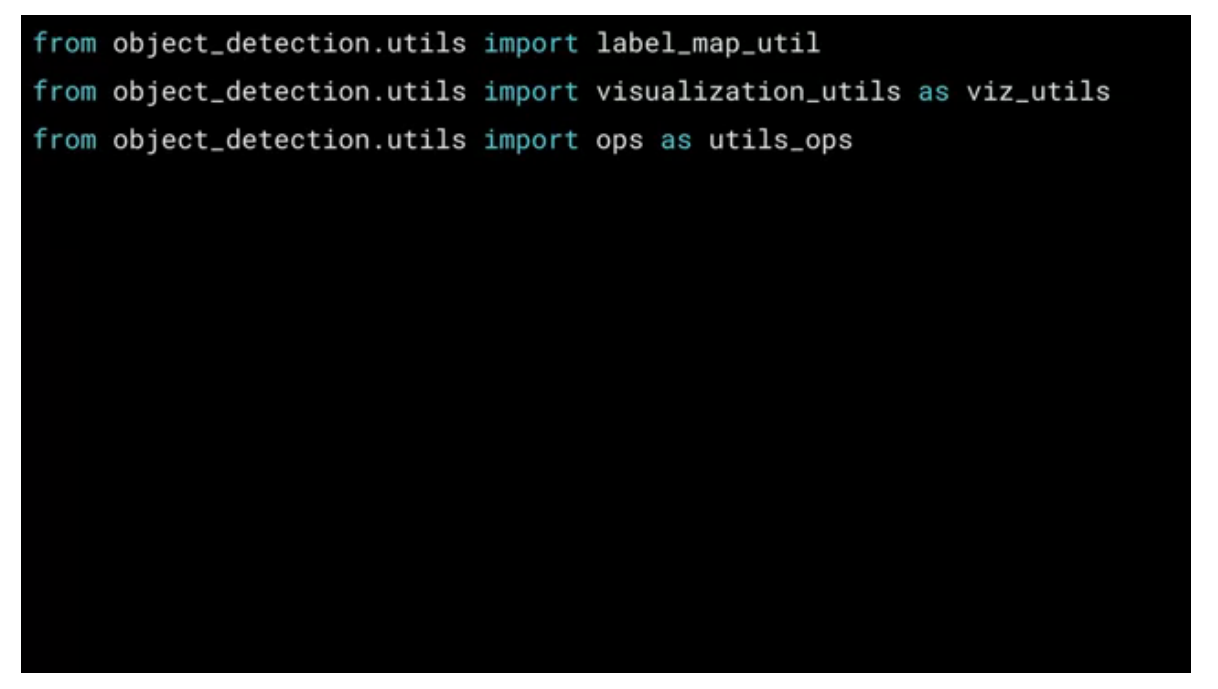 from object_detection.utils import label_map_util
from object_detection.utils import visualization_utils as viz_utils
from object_detection.utils import ops as utils_ops